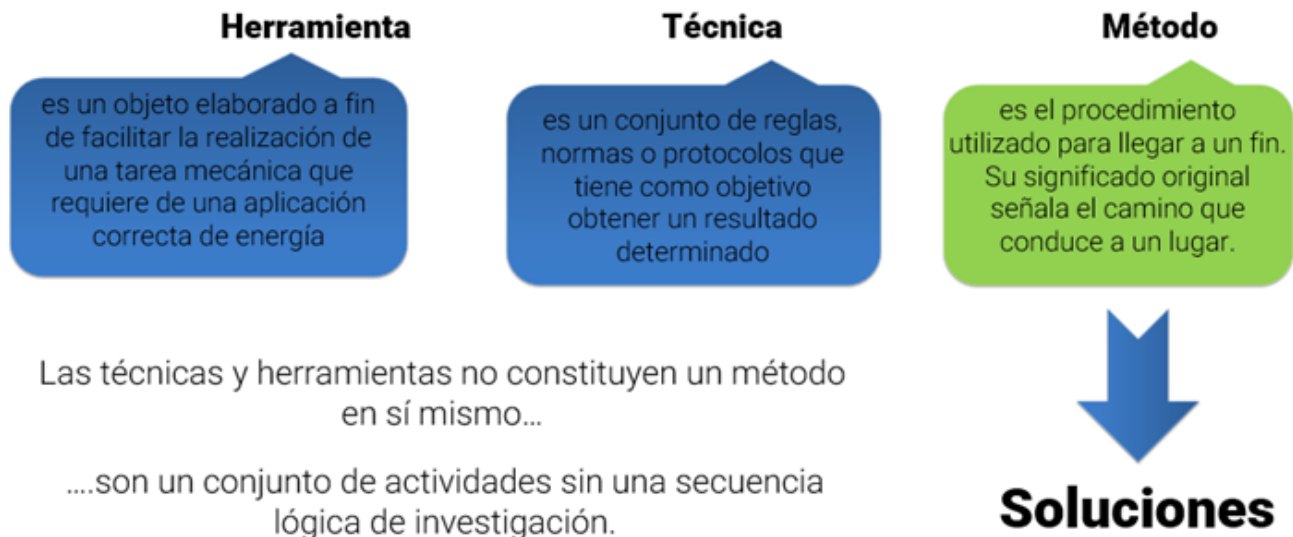 Herramienta
es un objeto elaborado a fin
de facilitar la realización de
una tarea mecánica que
requiere de una aplicación
correcta de energía
Técnica
es un conjunto de reglas,
normas o protocolos que
tiene como objetivo
obtener un resultado
determinado
Método
es el procedimiento
utilizado para llegar a un fin.
Su significado original
señala el camino que
conduce a un lugar.
Las técnicas y herramientas no constituyen un método
en sí mismo...
....son un conjunto de actividades sin una secuencia
lógica de investigación.
Soluciones